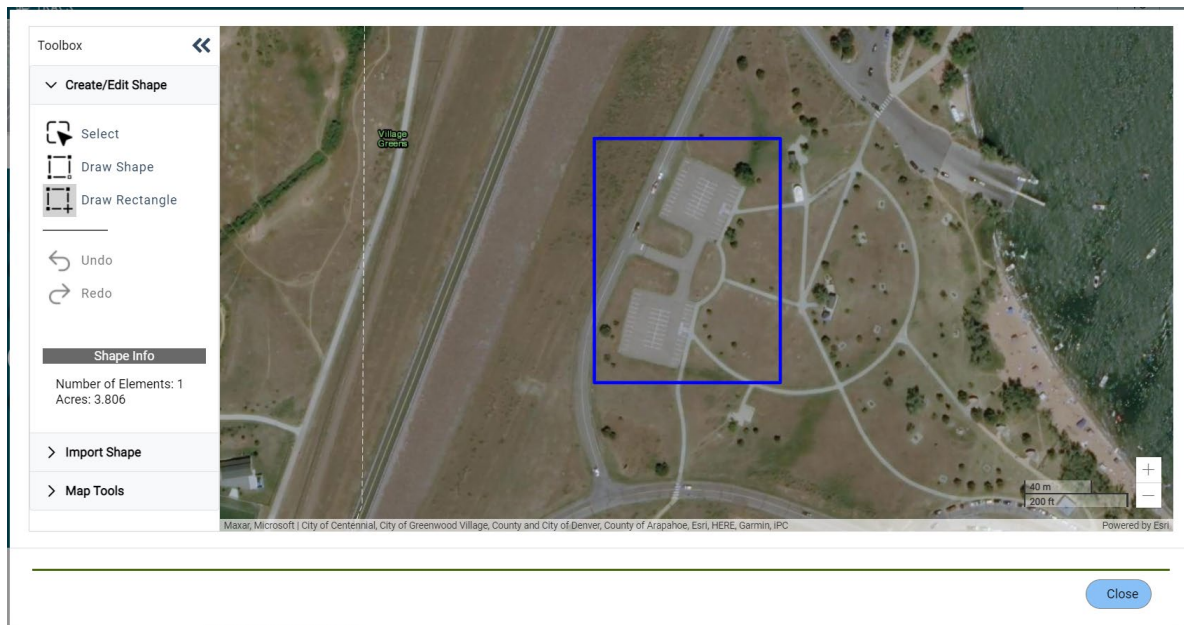 Toolbox
Create/Edit Shape
Select
Draw Shape
Draw Rectangle
Undo
Redo
Shape Info
Number of Elements: 1
Acres: 3.806
Import Shape
Map Tools
Village
Greens
40 m
200 ft
Maxar, Microsoft | City of Centennial, City of Greenwood Village, County and City of Denver, County of Arapahoe, Esri, HERE, Garmin, iPC
Powered by Esri
Close